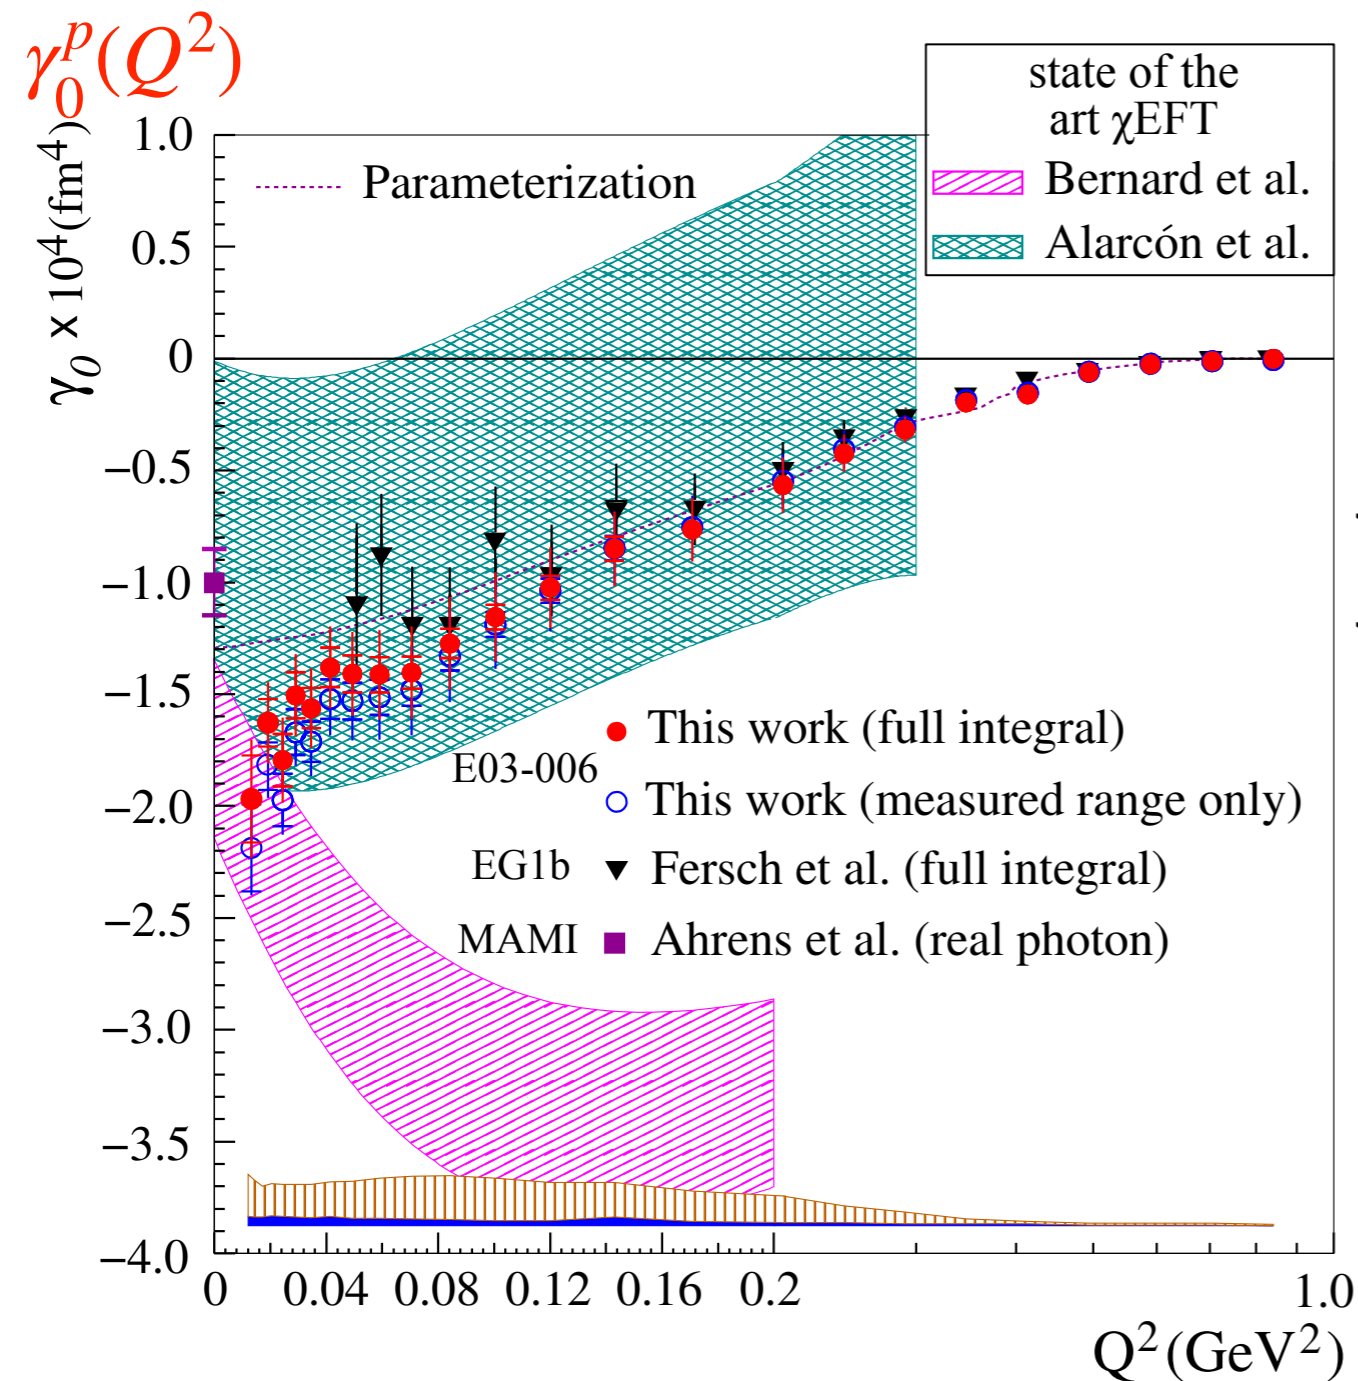 γ₀ᵖ(Q²)
state of the
art χEFT
Bernard et al.
Alarcón et al.
Parameterization
γ₀ x 10⁴(fm⁴)
1.0
0.5
0
−0.5
−1.0
−1.5
−2.0
−2.5
−3.0
−3.5
−4.0
This work (full integral)
E03-006
This work (measured range only)
EG1b Fersch et al. (full integral)
MAMI Ahrens et al. (real photon)
0 0.04 0.08 0.12 0.16 0.2 1.0
Q²(GeV²)